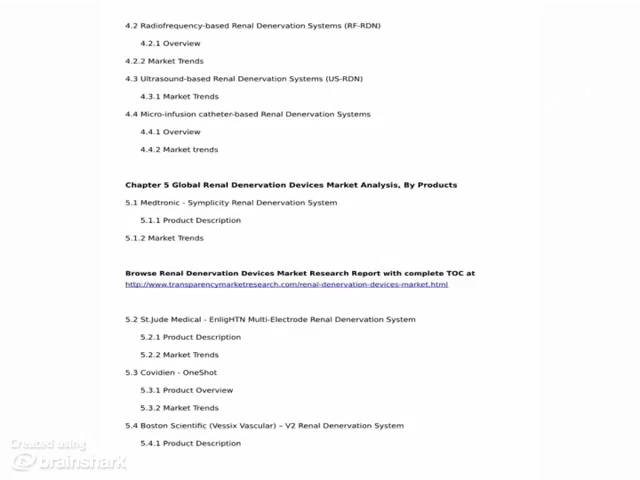 4.2 Radiofrequency-based Renal Denervation Systems (RF-RDN)
4.2.1 Overview
4.2.2 Market Trends
4.3 Ultrasound-based Renal Denervation Systems (US-RDN)
4.3.1 Market Trends
4.4 Micro-infusion catheter-based Renal Denervation Systems
4.4.1 Overview
4.4.2 Market trends
Chapter 5 Global Renal Denervation Devices Market Analysis, By Products
5.1 Medtronic - Symplicity Renal Denervation System
5.1.1 Product Description
5.1.2 Market Trends
Browse Renal Denervation Devices Market Research Report with complete TOC at
http://www.transparencymarketresearch.com/renal-denervation-devices-market.html
5.2 St.Jude Medical - EnligHTN Multi-Electrode Renal Denervation System
5.2.1 Product Description
5.2.2 Market Trends
5.3 Covidien - OneShot
5.3.1 Product Overview
5.3.2 Market Trends
5.4 Boston Scientific (Vessix Vascular) – V2 Renal Denervation System
5.4.1 Product Description
Created using
brainshark